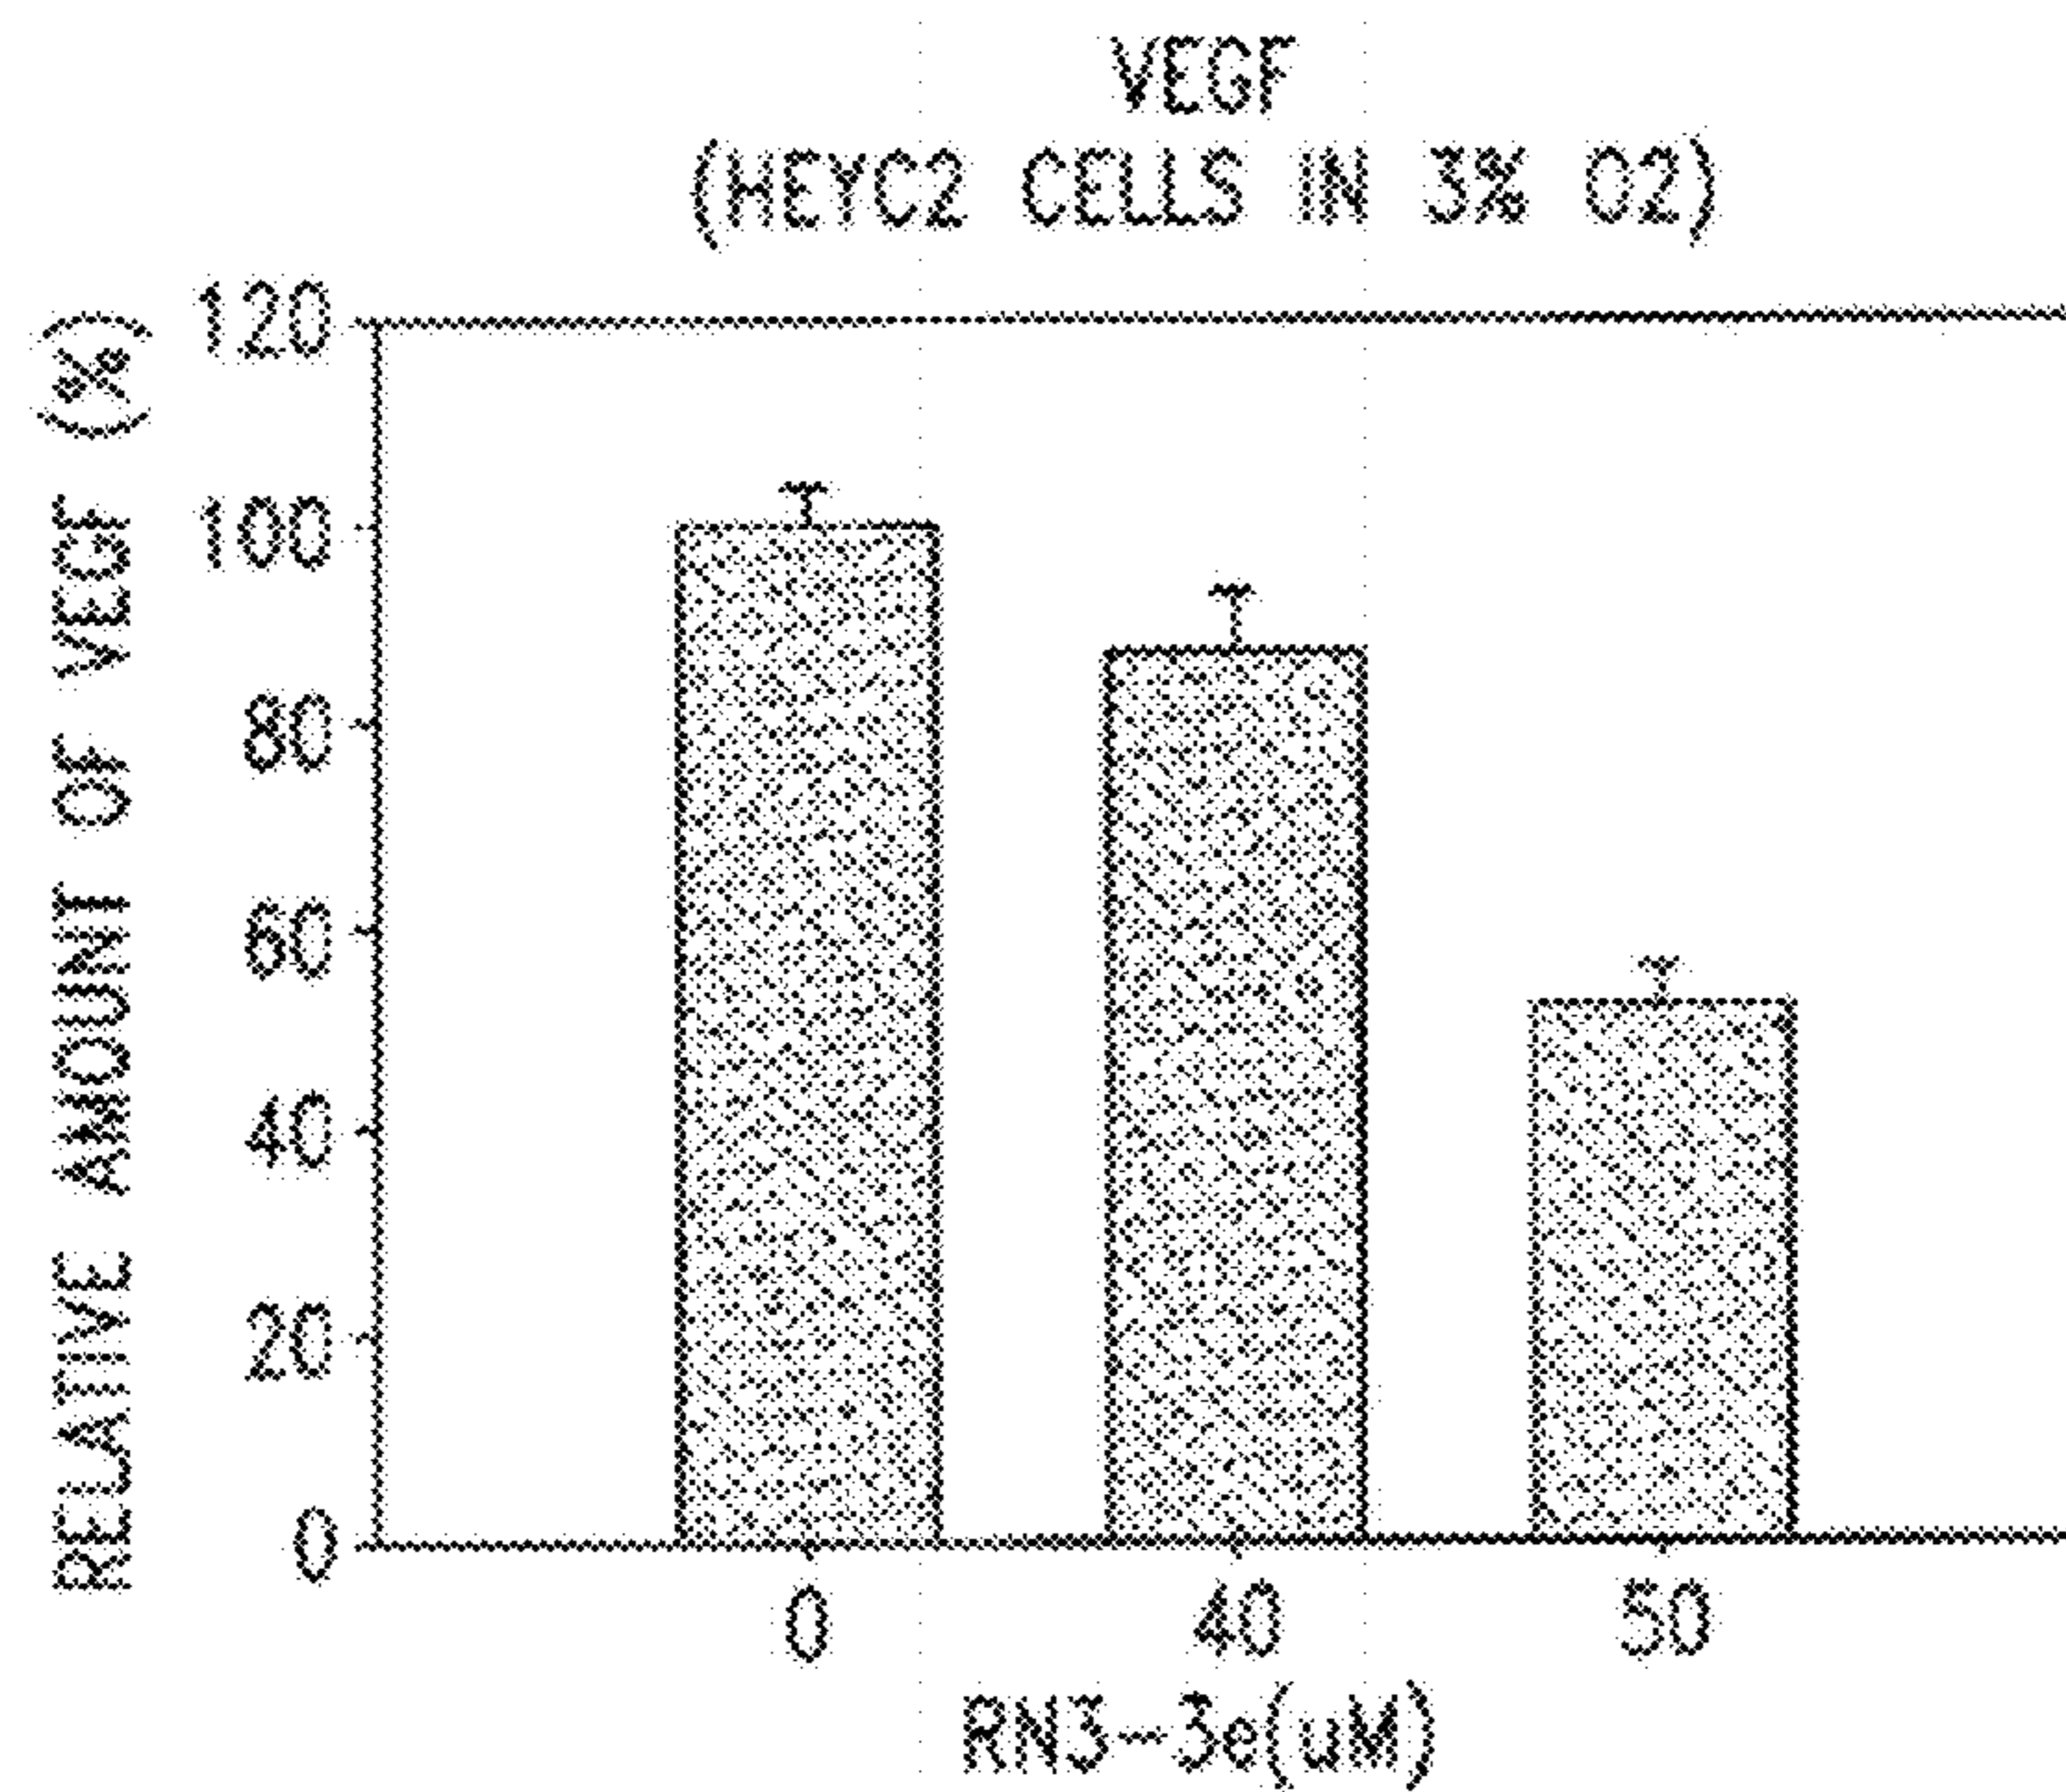 VEGF
(HEYC2 CELLS IN 3% O2)
RELATIVE AMOUNT OF VEGF (%)
120
100
80
60
40
20
0
0 40 50
RN3-3e(uM)